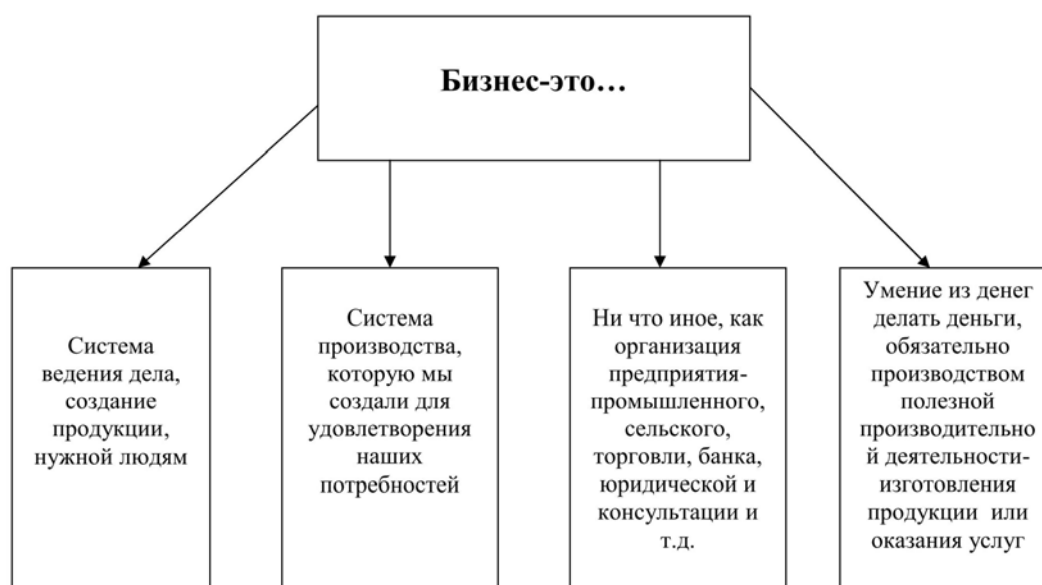 Бизнес-это…
Система
ведения дела,
создание
продукции,
нужной людям
Система
производства,
которую мы
создали для
удовлетворения
наших
потребностей
Ни что иное, как
организация
предприятия-
промышленного,
сельского,
торговли, банка,
юридической и
консультации и
т.д.
Умение из денег
делать деньги,
обязательно
производством
полезной
производительно
й деятельности-
изготовления
продукции или
оказания услуг